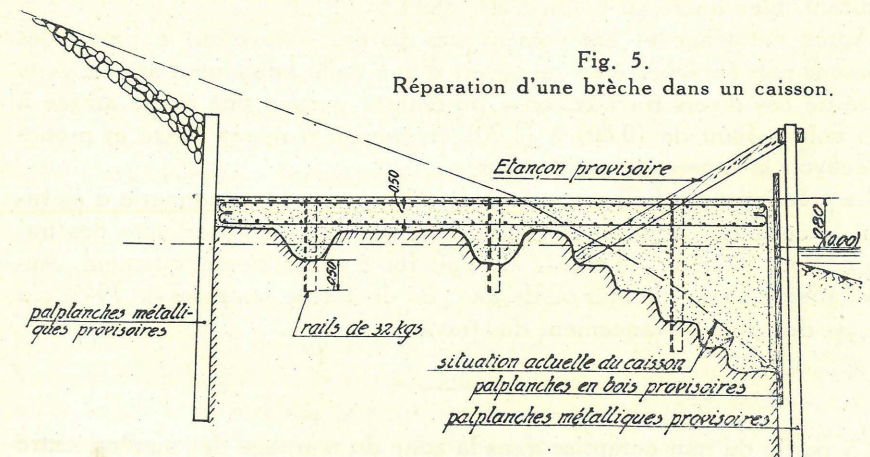 Fig. 5.
Réparation d'une brèche dans un caisson.
Etançon provisoire
0.50
0.80
(0.00)
0.50
palplanches métalli-
ques provisoires
rails de 32 kgs
situation actuelle du caisson
palplanches en bois provisoires
palplanches métalliques provisoires